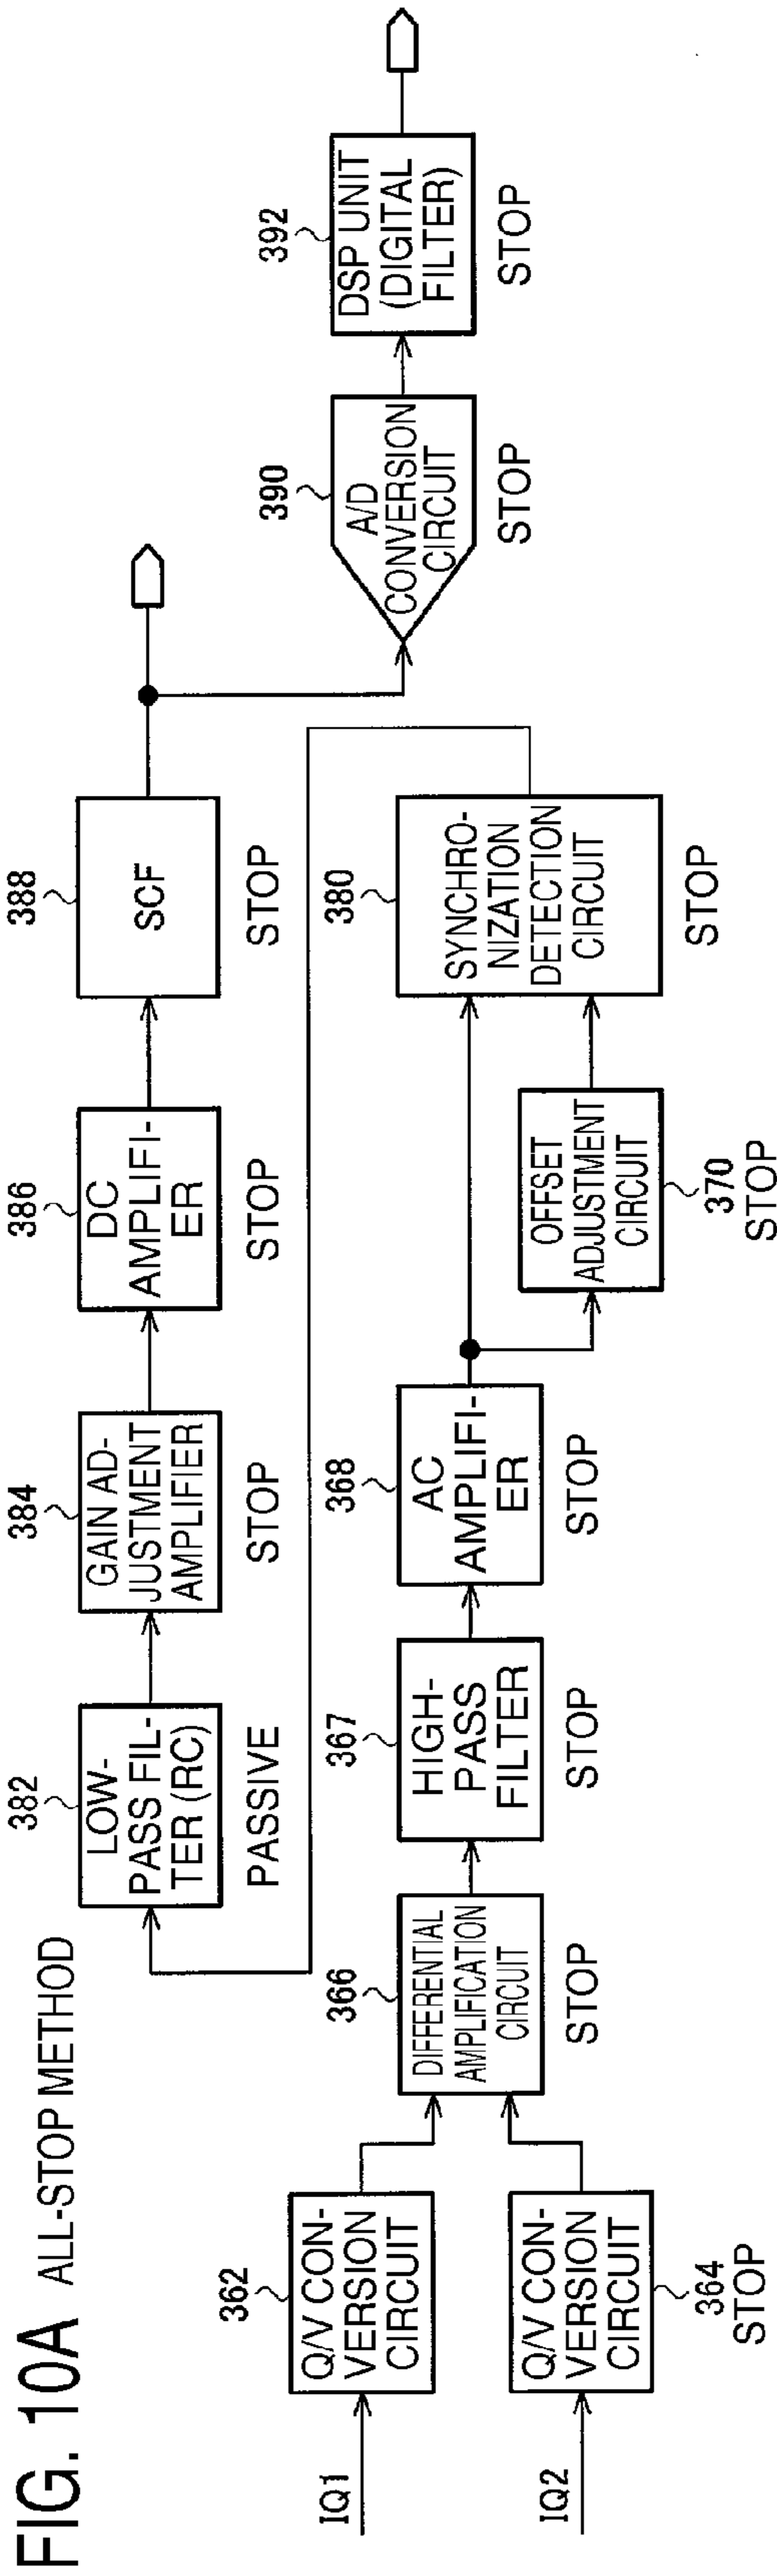 FIG. 10A ALL-STOP METHOD
382
LOW-
PASS FIL-
TER (RC)
PASSIVE
384
GAIN AD-
JUSTMENT
AMPLIFIER
STOP
386
DC
AMPLIFI-
ER
STOP
388
SCF
STOP
390
A/D
CONVERSION
CIRCUIT
STOP
392
DSP UNIT
(DIGITAL
FILTER)
STOP
IQ1
362
Q/V CON-
VERSION
CIRCUIT
IQ2
Q/V CON-
VERSION
CIRCUIT
364
STOP
366
DIFFERENTIAL
AMPLIFICATION
CIRCUIT
STOP
367
HIGH-
PASS
FILTER
STOP
368
AC
AMPLIFI-
ER
STOP
OFFSET
ADJUSTMENT
CIRCUIT
370
STOP
380
SYNCHRO-
NIZATION
DETECTION
CIRCUIT
STOP